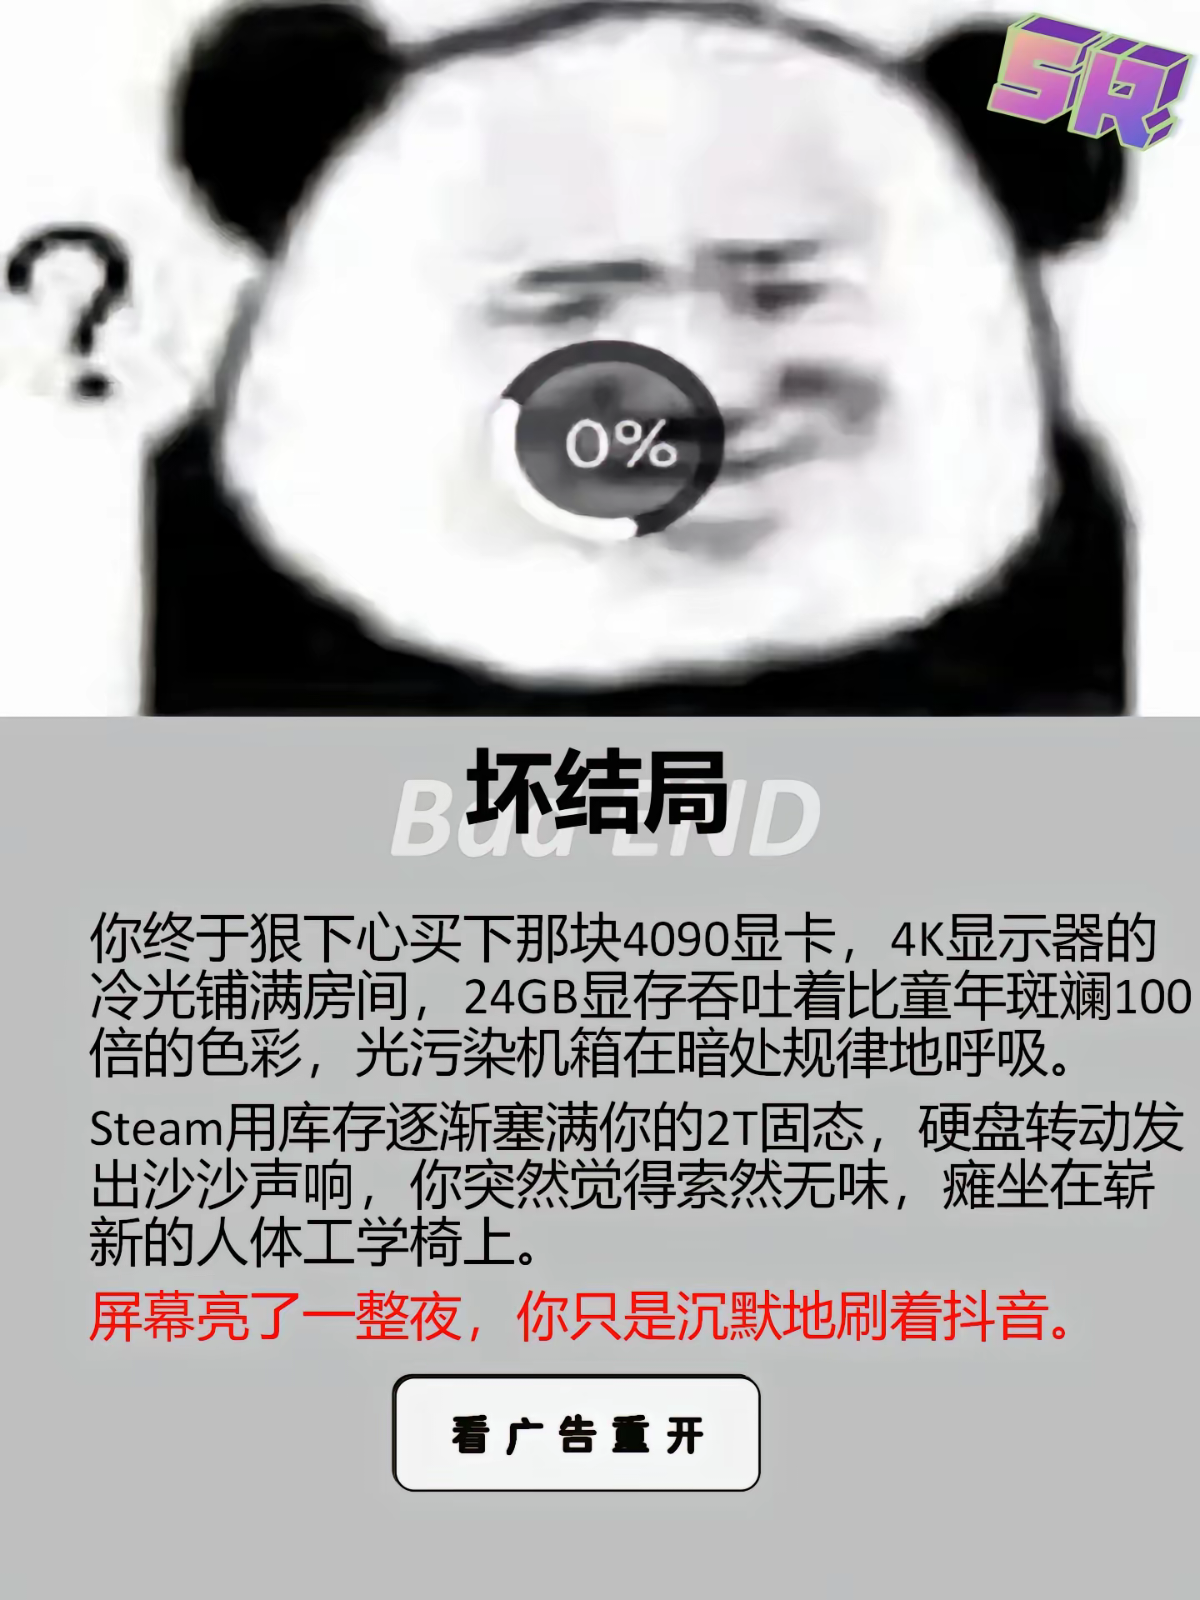 SR
?
0%
坏结局
Bad END
你终于狠下心买下那块4090显卡，4K显示器的
冷光铺满房间，24GB显存吞吐着比童年斑斓100
倍的色彩，光污染机箱在暗处规律地呼吸。
Steam用库存逐渐塞满你的2T固态，硬盘转动发
出沙沙声响，你突然觉得索然无味，瘫坐在崭
新的人体工学椅上。
屏幕亮了一整夜，你只是沉默地刷着抖音。
看广告重开